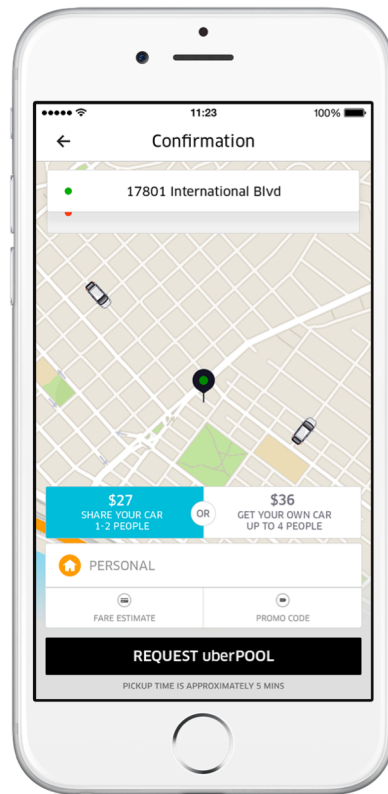 11:23
100%
Confirmation
17801 International Blvd
$27
SHARE YOUR CAR
1-2 PEOPLE
OR
$36
GET YOUR OWN CAR
UP TO 4 PEOPLE
PERSONAL
FARE ESTIMATE
PROMO CODE
REQUEST uberPOOL
PICKUP TIME IS APPROXIMATELY 5 MINS